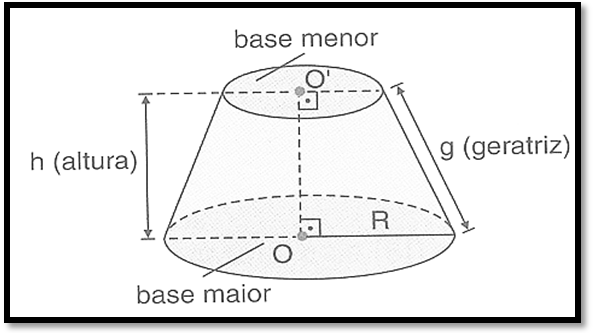 base menor
O'
h (altura)
g (geratriz)
R
O
base maior